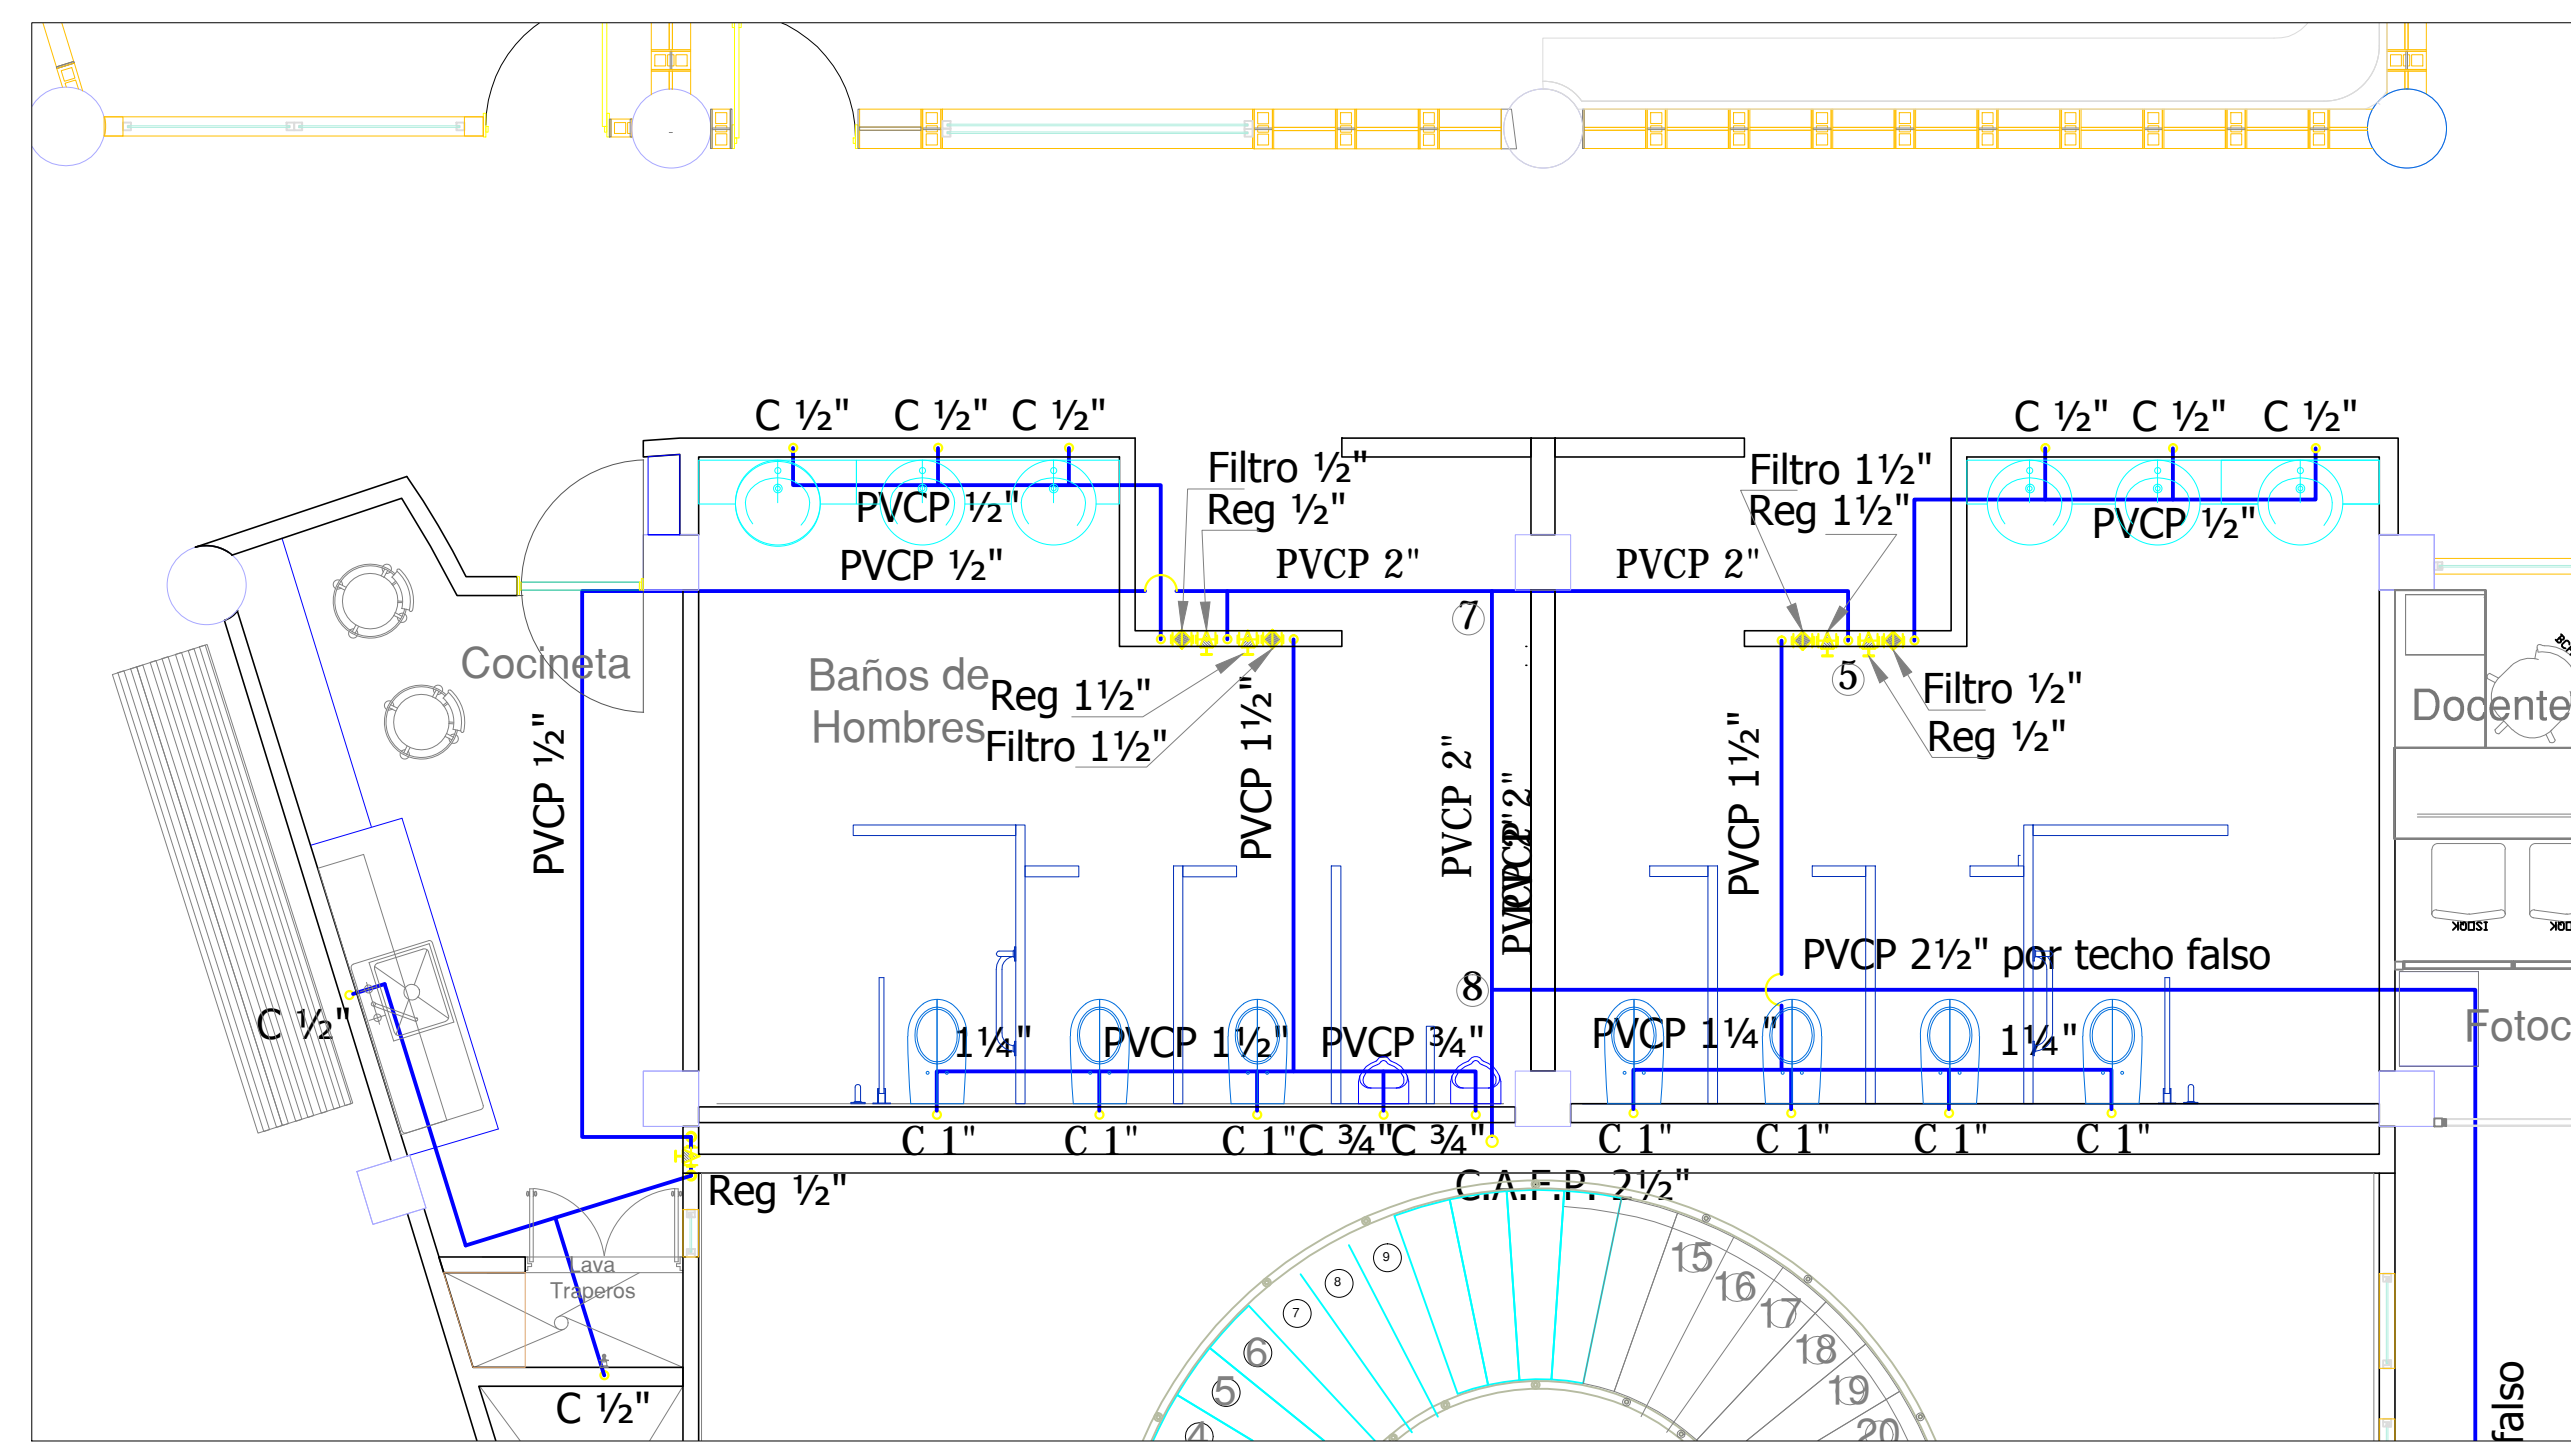 C ½" C ½" C ½"
C ½" C ½" C ½"
Filtro ½"
Reg ½"
Filtro 1½"
Reg 1½"
PVCP ½"
PVCP ½"
PVCP ½"
PVCP 2"
PVCP 2"
7
5
Cocineta
Baños de
Hombres
Reg 1½"
Filtro 1½"
Filtro ½"
Reg ½"
Docente
PVCP ½"
PVCP 1½"
PVCP 2"
PVCP 2"
PVCP 1½"
ISDOK
PVCP 2½" por techo falso
8
C ½"
1¼"
PVCP 1½"
PVCP ¾"
PVCP 1¼"
1¼"
Fotoc
C 1" C 1" C 1" C ¾" C ¾"
C 1" C 1" C 1" C 1"
Reg ½"
C.A.F.P. 2½"
Lava
Traperos
9
8
7
6
5
4
15
16
17
18
19
20
C ½"
falso